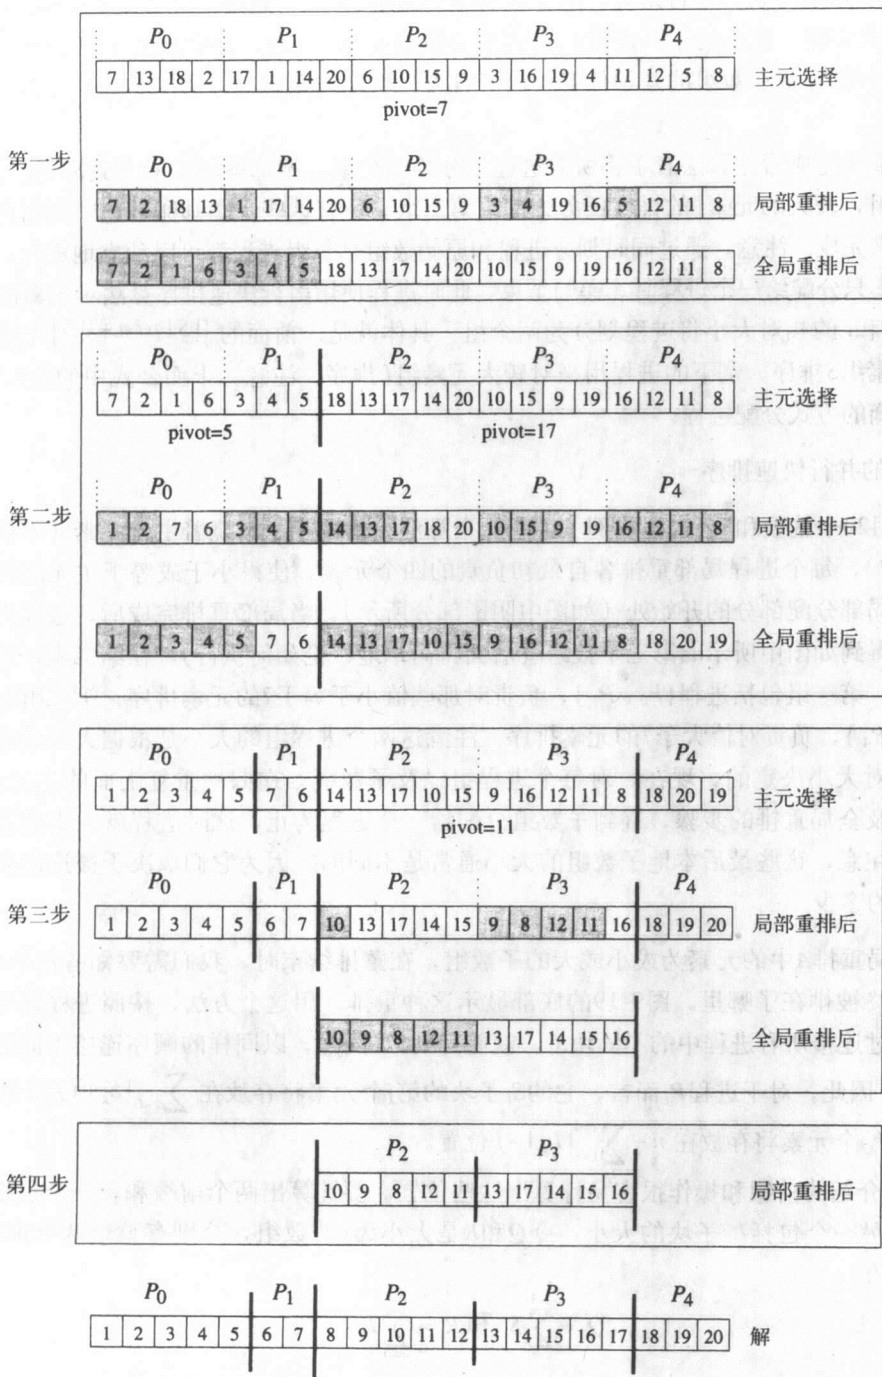 P0 P1 P2 P3 P4
7 13 18 2 17 1 14 20 6 10 15 9 3 16 19 4 11 12 5 8 主元选择
pivot=7
第一步
P0 P1 P2 P3 P4
7 2 18 13 1 17 14 20 6 10 15 9 3 4 19 16 5 12 11 8 局部重排后
7 2 1 6 3 4 5 18 13 17 14 20 10 15 9 19 16 12 11 8 全局重排后
P0 P1 P2 P3 P4
7 2 1 6 3 4 5 18 13 17 14 20 10 15 9 19 16 12 11 8 主元选择
pivot=5 pivot=17
第二步
P0 P1 P2 P3 P4
1 2 7 6 3 4 5 14 13 17 18 20 10 15 9 19 16 12 11 8 局部重排后
1 2 3 4 5 7 6 14 13 17 10 15 9 16 12 11 8 18 20 19 全局重排后
P0 P1 P2 P3 P4
1 2 3 4 5 7 6 14 13 17 10 15 9 16 12 11 8 18 20 19 主元选择
pivot=11
第三步
P0 P1 P2 P3 P4
1 2 3 4 5 6 7 10 13 17 14 15 9 8 12 11 16 18 19 20 局部重排后
10 9 8 12 11 13 17 14 15 16 全局重排后
第四步
P2 P3
10 9 8 12 11 13 17 14 15 16 局部重排后
P0 P1 P2 P3 P4
1 2 3 4 5 6 7 8 9 10 11 12 13 14 15 16 17 18 19 20 解